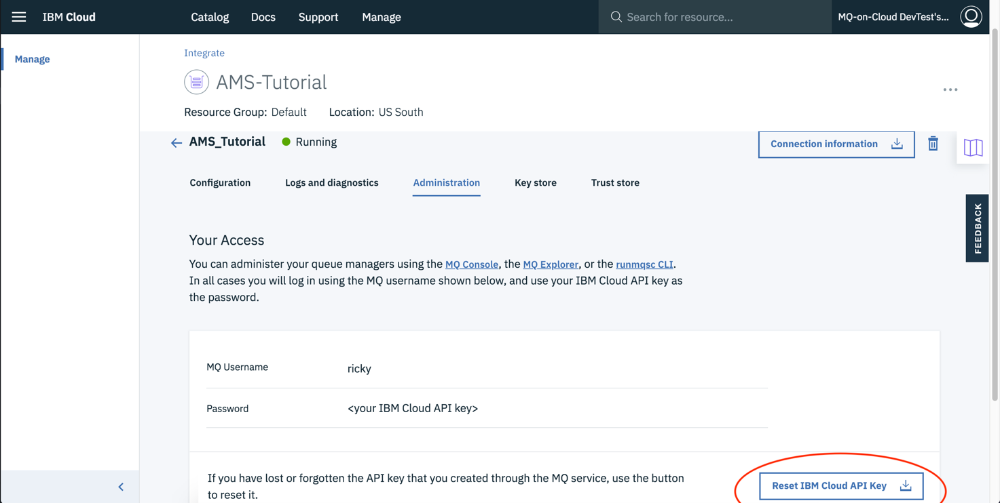 IBM Cloud Catalog Docs Support Manage Search for resource... MQ-on-Cloud DevTest's...
Manage
Integrate
AMS-Tutorial
Resource Group: Default Location: US South
AMS_Tutorial Running Connection information
Configuration Logs and diagnostics Administration Key store Trust store
FEEDBACK
Your Access
You can administer your queue managers using the MQ Console, the MQ Explorer, or the runmqsc CLI.
In all cases you will log in using the MQ username shown below, and use your IBM Cloud API key as
the password.
MQ Username ricky
Password <your IBM Cloud API key>
If you have lost or forgotten the API key that you created through the MQ service, use the button
to reset it.
Reset IBM Cloud API Key